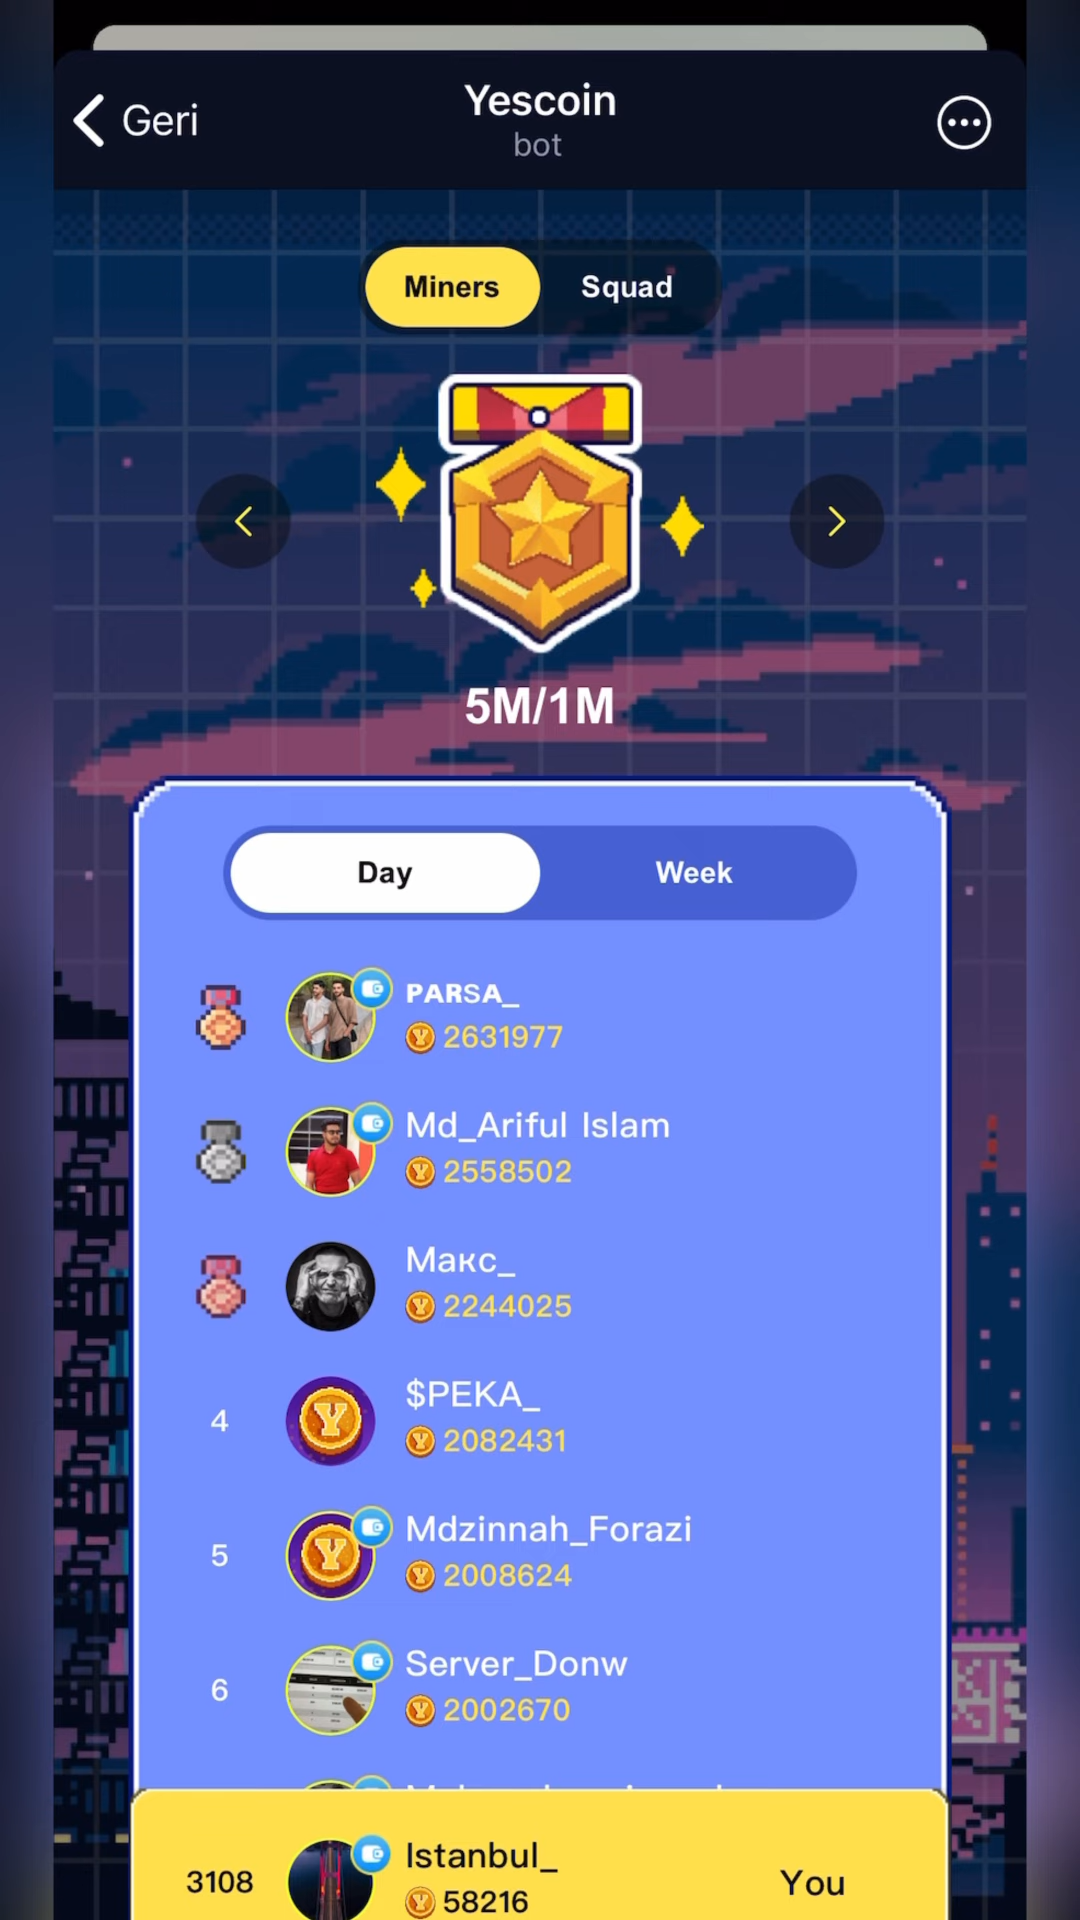 Geri
Yescoin
bot
Miners
Squad
5M/1M
Day
Week
ᴘᴀʀsᴀ_
2631977
Md_Ariful Islam
2558502
Макс_
2244025
4
$PEKA_
2082431
5
Mdzinnah_Forazi
2008624
6
Server_Donw
2002670
3108
Istanbul_
58216
You